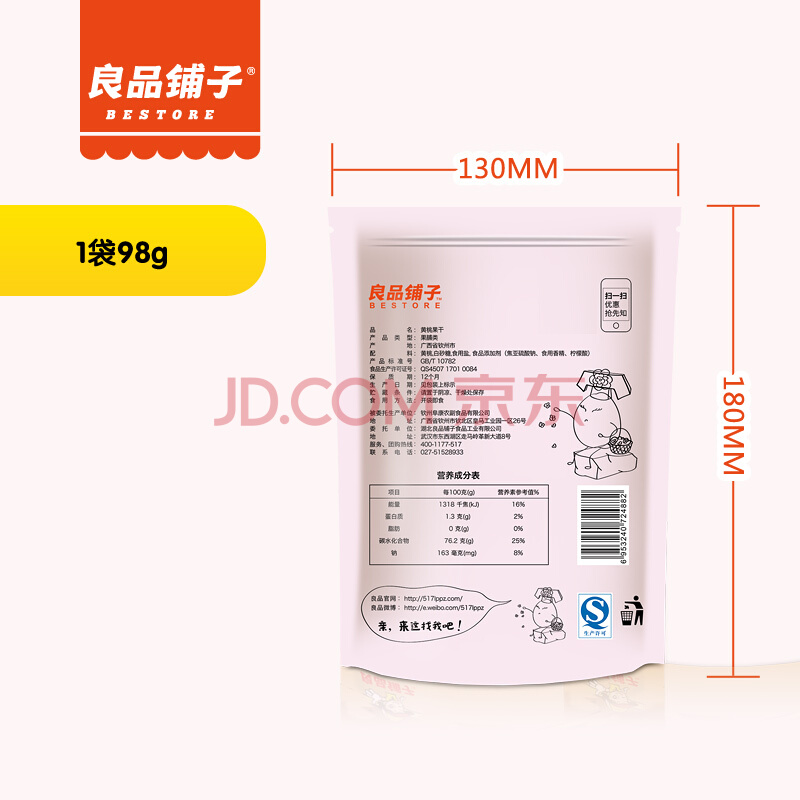 良品铺子®
BESTORE
130MM
1袋98g
良品铺子™
BESTORE
扫一扫
优惠
抢先知
品 名：黄桃果干
产 品 类 型：果脯类
产 地：广西省钦州市
配 料：黄桃,白砂糖,食用盐, 食品添加剂（焦亚硫酸钠、食用香精、柠檬酸）
产 品 标 准 号：GB/T 10782
食品生产许可证号：QS4507 1701 0084
保 质 期：12个月
生 产 日 期：见包装上标示
贮 藏 条 件：请置于阴凉、干燥处保存
食 用 方 法：开袋即食
被委托生产单位：钦州阜康农副食品有限公司
地 址：广西省钦州市钦北区皇马工业园一区26号
委 托 单 位：湖北良品铺子食品工业有限公司
地 址：武汉市东西湖区走马岭革新大道8号
服务、团购热线：400-1177-517
联 系 电 话：027-51528933
JD.COM 京东
180MM
营养成分表
项目 每100克(g) 营养素参考值%
能量 1318 千焦(kJ) 16%
蛋白质 1.3 克(g) 2%
脂肪 0 克(g) 0%
碳水化合物 76.2 克(g) 25%
钠 163 毫克(mg) 8%
6 953240 724882
良品官网：http://517lppz.com/
良品微博：http://e.weibo.com/517lppz
亲，来这找我吧！
QS
生产许可